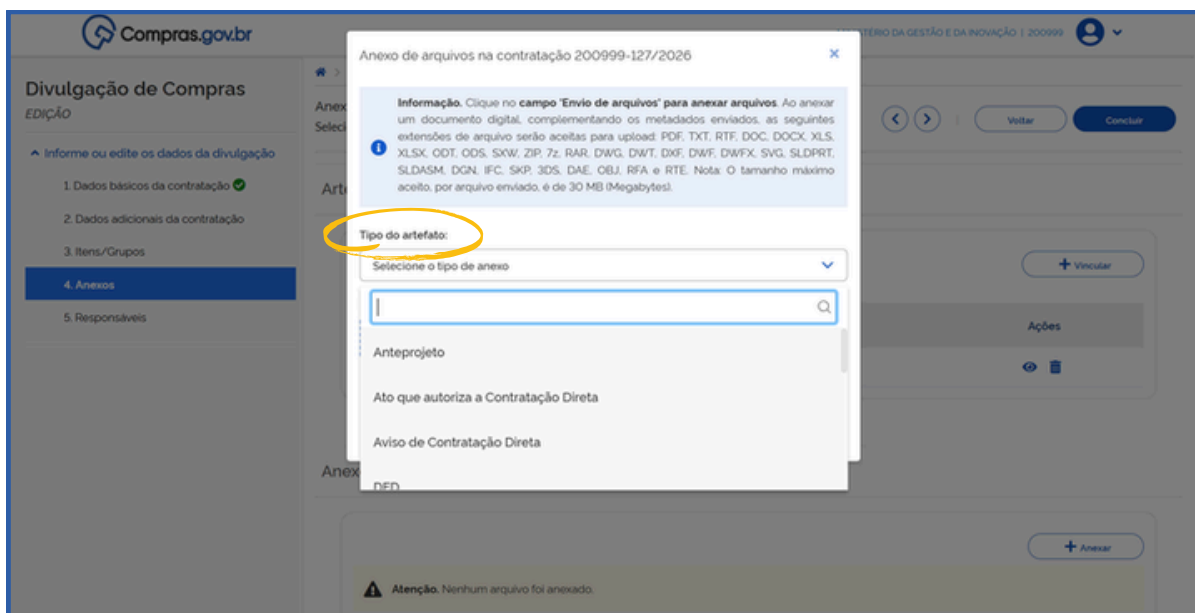 Compras.gov.br
MINISTÉRIO DA GESTÃO E DA INOVAÇÃO | 200999
Divulgação de Compras
EDIÇÃO
Informe ou edite os dados da divulgação
1. Dados básicos da contratação
2. Dados adicionais da contratação
3. Itens/Grupos
4. Anexos
5. Responsáveis
Voltar
Concluir
Anexo de arquivos na contratação 200999-127/2026
Informação. Clique no campo "Envio de arquivos" para anexar arquivos. Ao anexar
um documento digital, complementando os metadados enviados, as seguintes
extensões de arquivo serão aceitas para upload: PDF, TXT, RTF, DOC, DOCX, XLS,
XLSX, ODT, ODS, SXW, ZIP, 7z, RAR, DWG, DWT, DXF, DWF, DWFX, SVG, SLDPRT,
SLDASM, DGN, IFC, SKP, 3DS, DAE, OBJ, RFA e RTE. Nota: O tamanho máximo
aceito, por arquivo enviado, é de 30 MB (Megabytes).
Tipo do artefato:
Selecione o tipo de anexo
Anteprojeto
Ato que autoriza a Contratação Direta
Aviso de Contratação Direta
DFD
Vincular
Ações
Anexar
Atenção. Nenhum arquivo foi anexado.